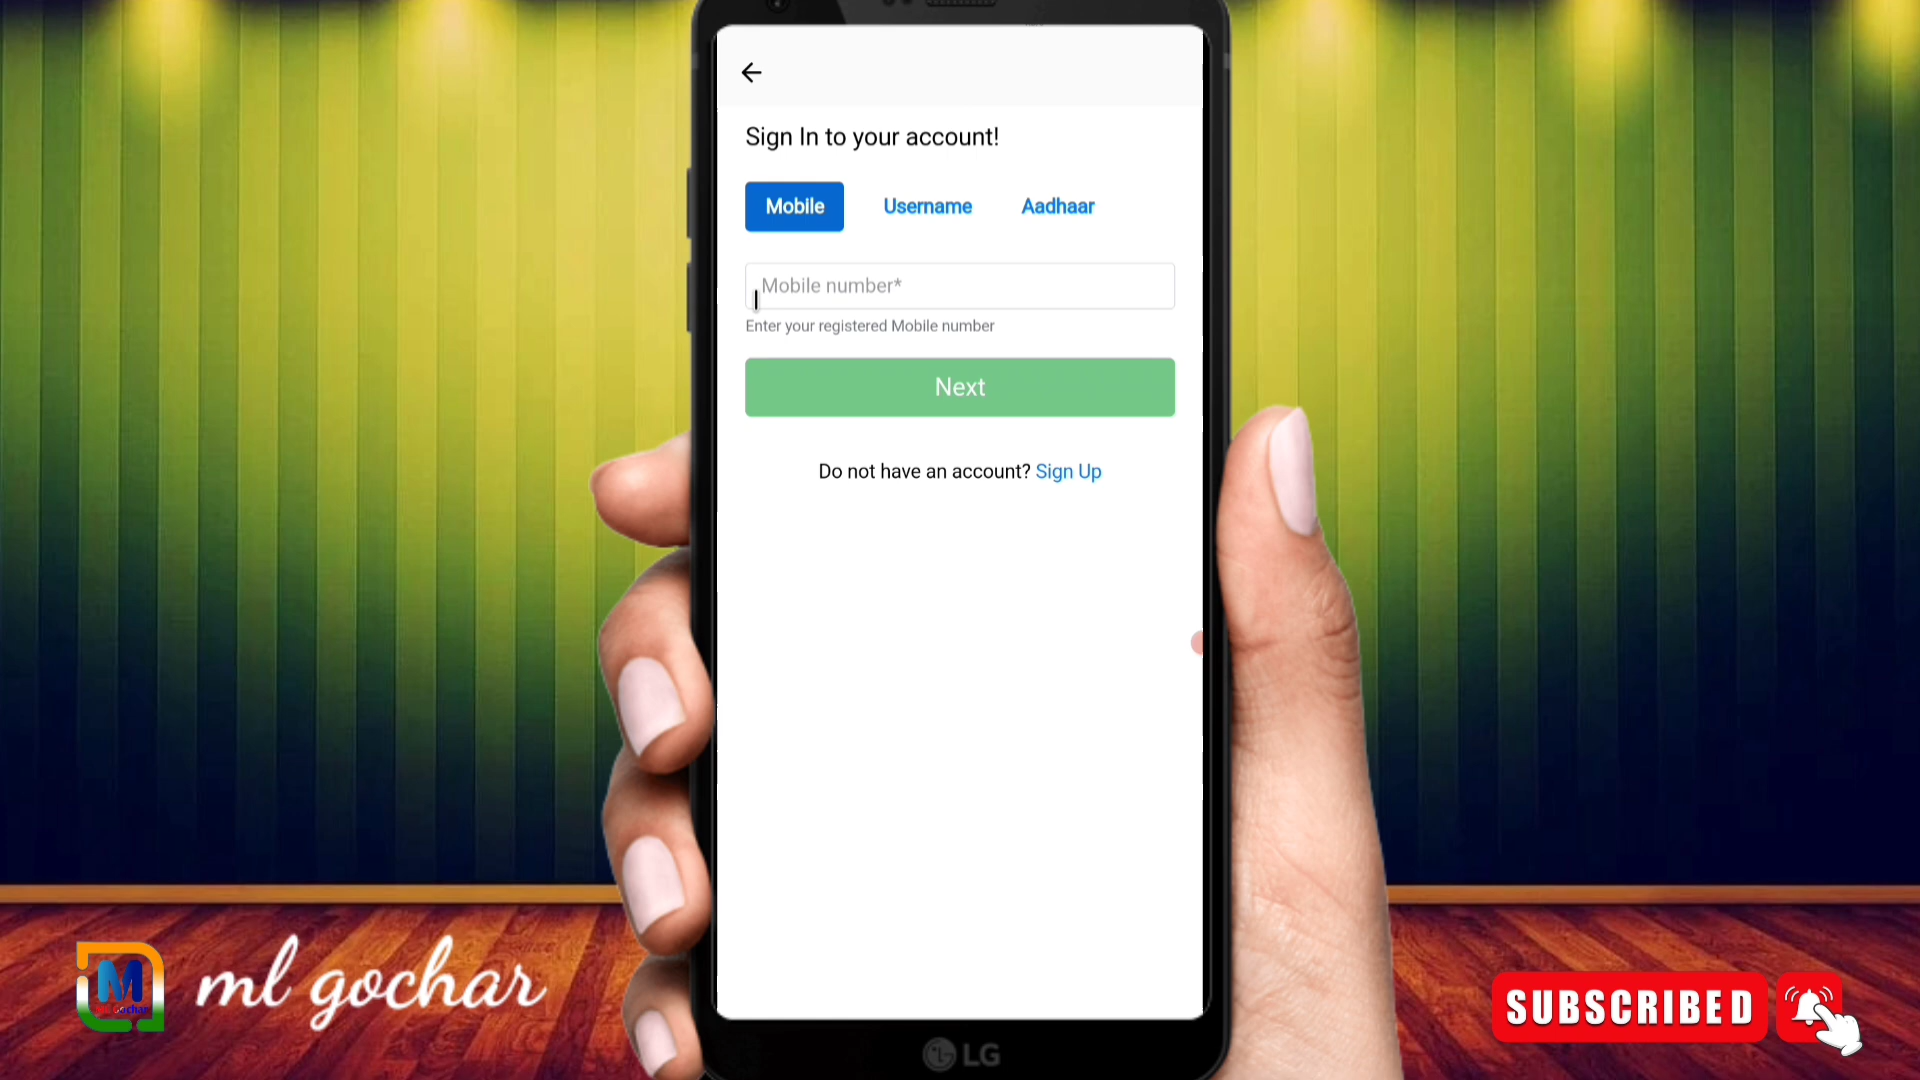 Sign In to your account!
Mobile
Username
Aadhaar
Mobile number*
Enter your registered Mobile number
Next
Do not have an account? Sign Up
LG
M
ml gochar
SUBSCRIBED